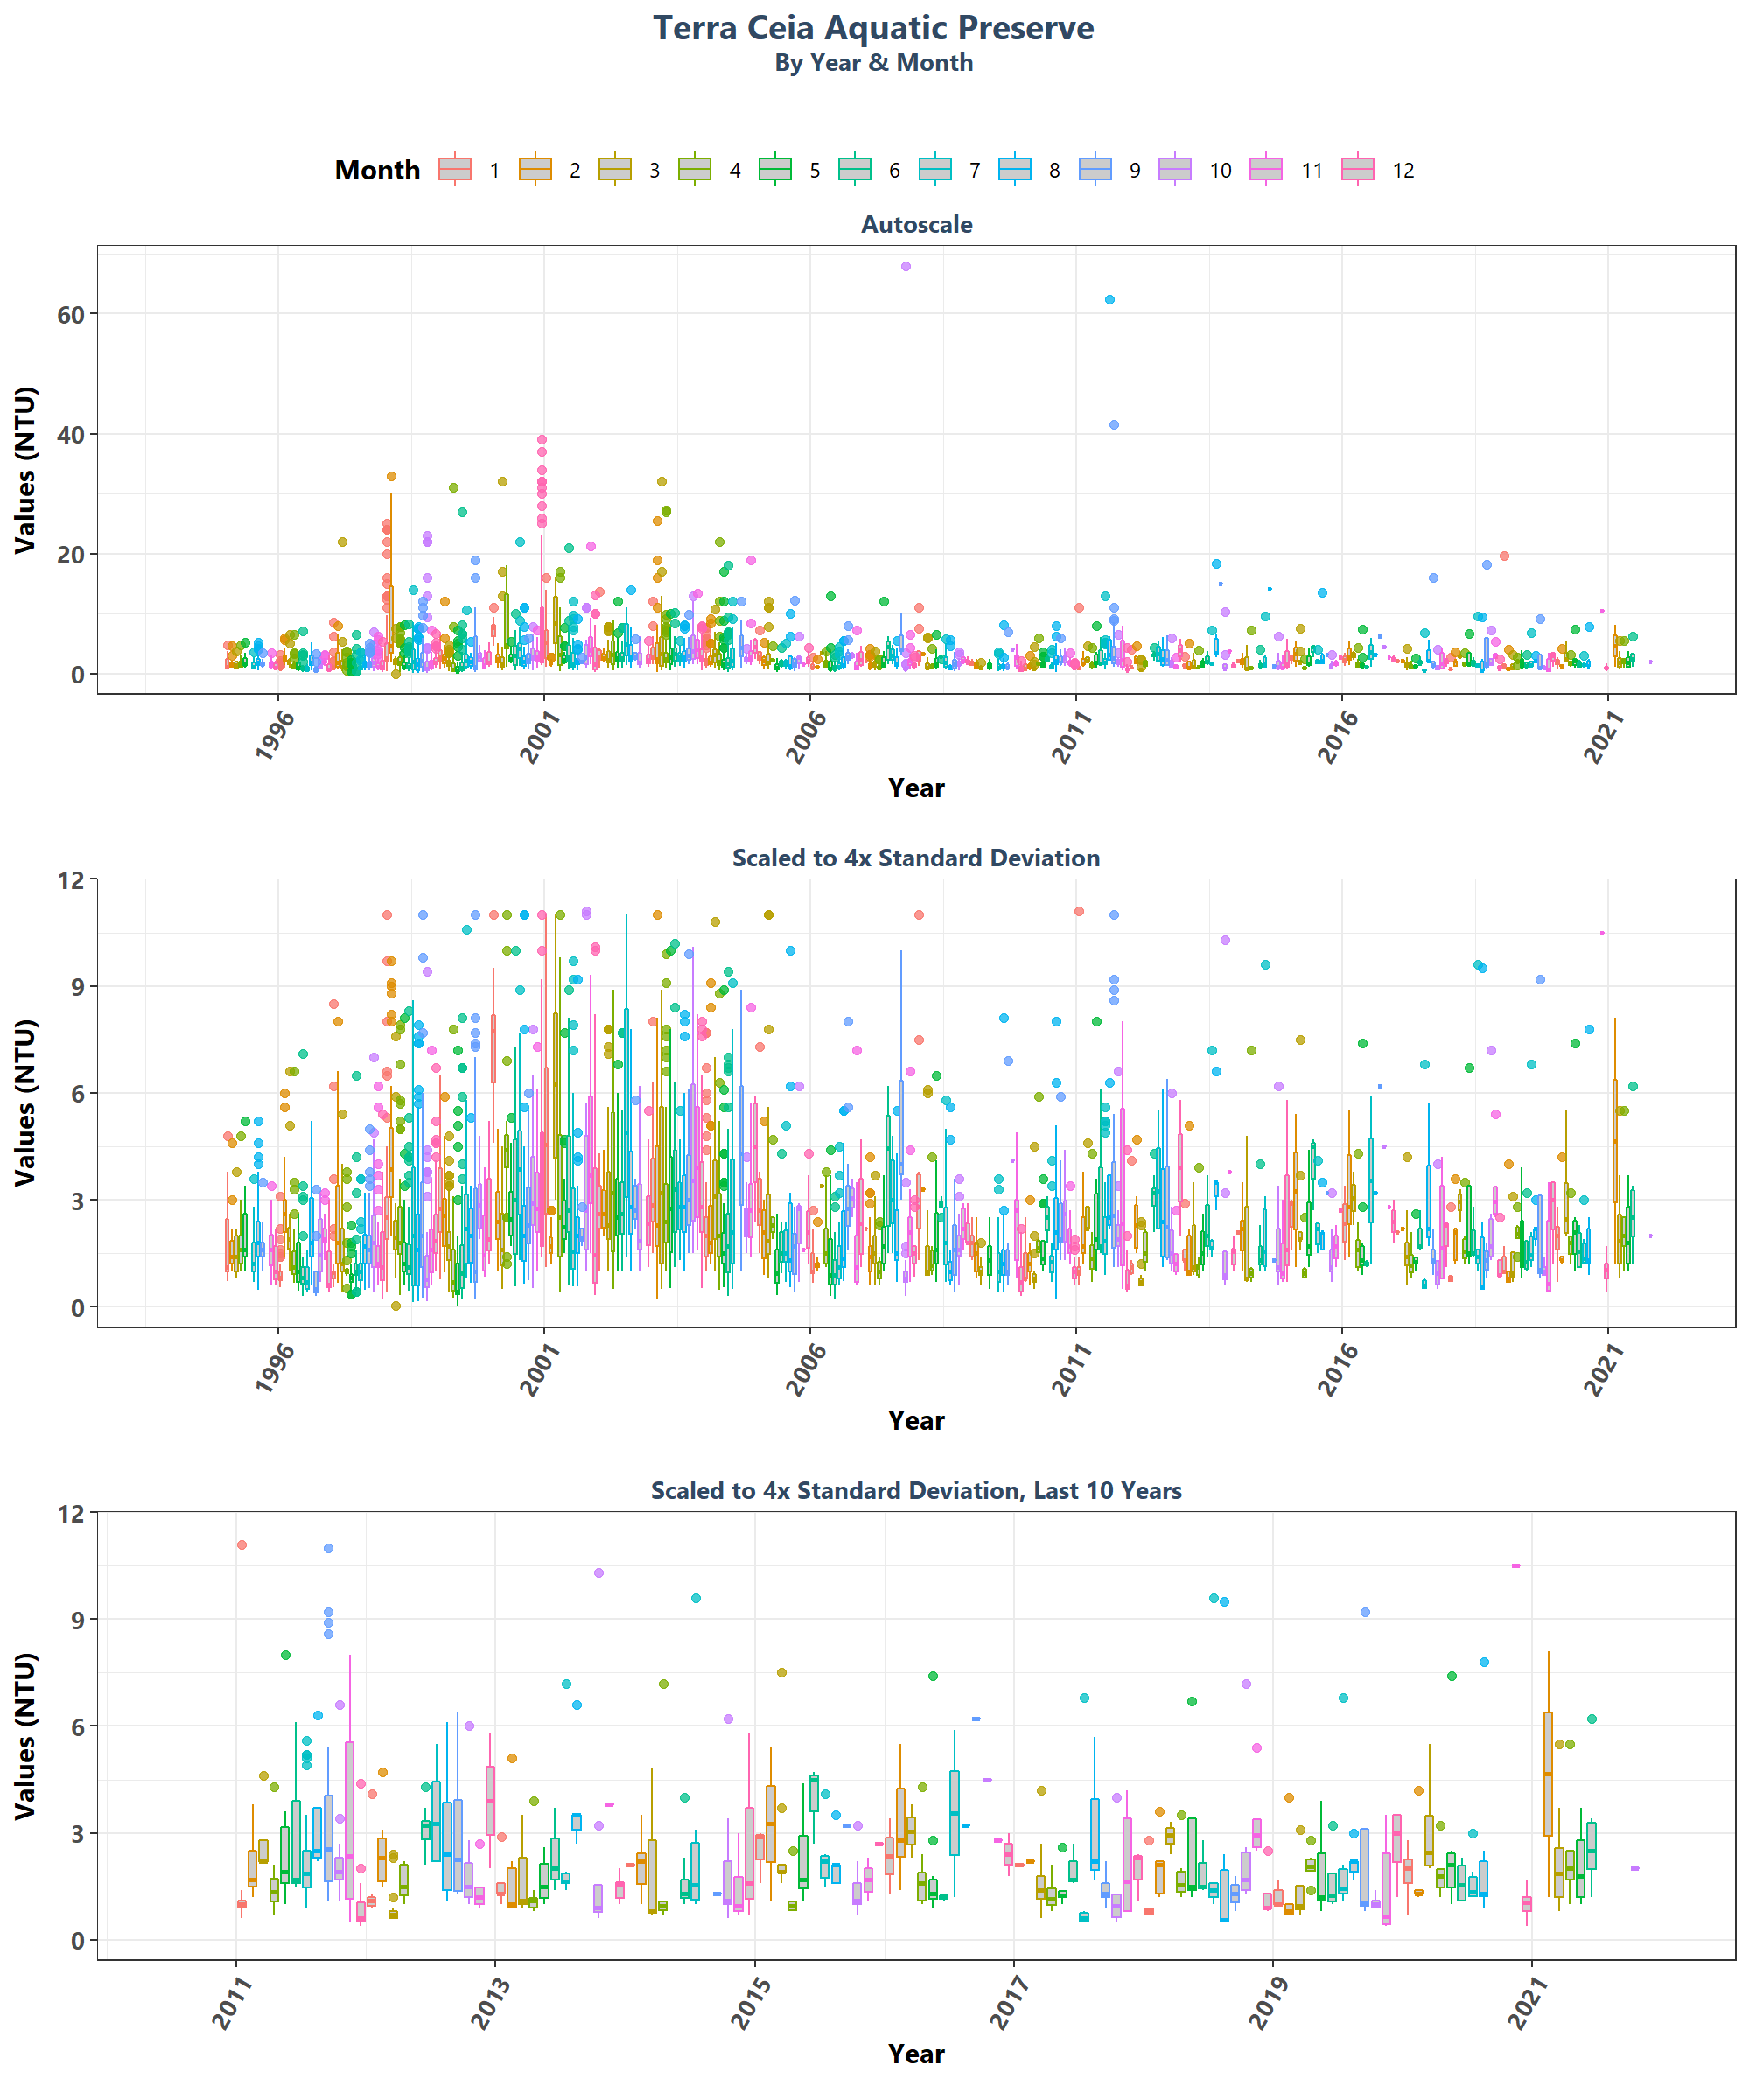 Terra Ceia Aquatic Preserve
By Year & Month
Month 1 2 3 4 5 6 7 8 9 10 11 12
Autoscale
Values (NTU)
60
40
20
0
1996 2001 2006 2011 2016 2021
Year
Scaled to 4x Standard Deviation
Values (NTU)
12
9
6
3
0
1996 2001 2006 2011 2016 2021
Year
Scaled to 4x Standard Deviation, Last 10 Years
Values (NTU)
12
9
6
3
0
2011 2013 2015 2017 2019 2021
Year